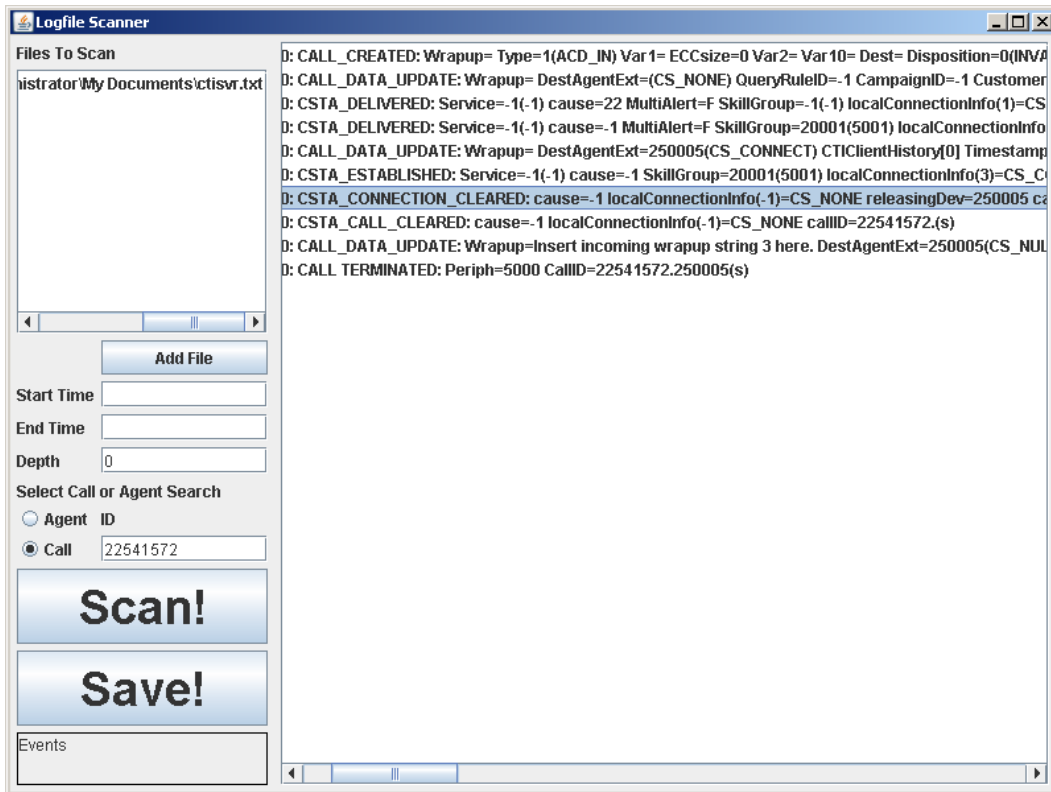 Logfile Scanner
Files To Scan
nistrator\My Documents\ctisvr.txt
Add File
Start Time
End Time
Depth 0
Select Call or Agent Search
Agent ID
Call 22541572
Scan!
Save!
Events
0: CALL_CREATED: Wrapup= Type=1(ACD_IN) Var1= ECCsize=0 Var2= Var10= Dest= Disposition=0(INVA
0: CALL_DATA_UPDATE: Wrapup= DestAgentExt=(CS_NONE) QueryRuleID=-1 CampaignID=-1 Customer
0: CSTA_DELIVERED: Service=-1(-1) cause=22 MultiAlert=F SkillGroup=-1(-1) localConnectionInfo(1)=CS
0: CSTA_DELIVERED: Service=-1(-1) cause=-1 MultiAlert=F SkillGroup=20001(5001) localConnectionInfo
0: CALL_DATA_UPDATE: Wrapup= DestAgentExt=250005(CS_CONNECT) CTIClientHistory[0] Timestamp
0: CSTA_ESTABLISHED: Service=-1(-1) cause=-1 SkillGroup=20001(5001) localConnectionInfo(3)=CS_C
0: CSTA_CONNECTION_CLEARED: cause=-1 localConnectionInfo(-1)=CS_NONE releasingDev=250005 ca
0: CSTA_CALL_CLEARED: cause=-1 localConnectionInfo(-1)=CS_NONE callID=22541572.(s)
0: CALL_DATA_UPDATE: Wrapup=Insert incoming wrapup string 3 here. DestAgentExt=250005(CS_NUL
0: CALL TERMINATED: Periph=5000 CallID=22541572.250005(s)